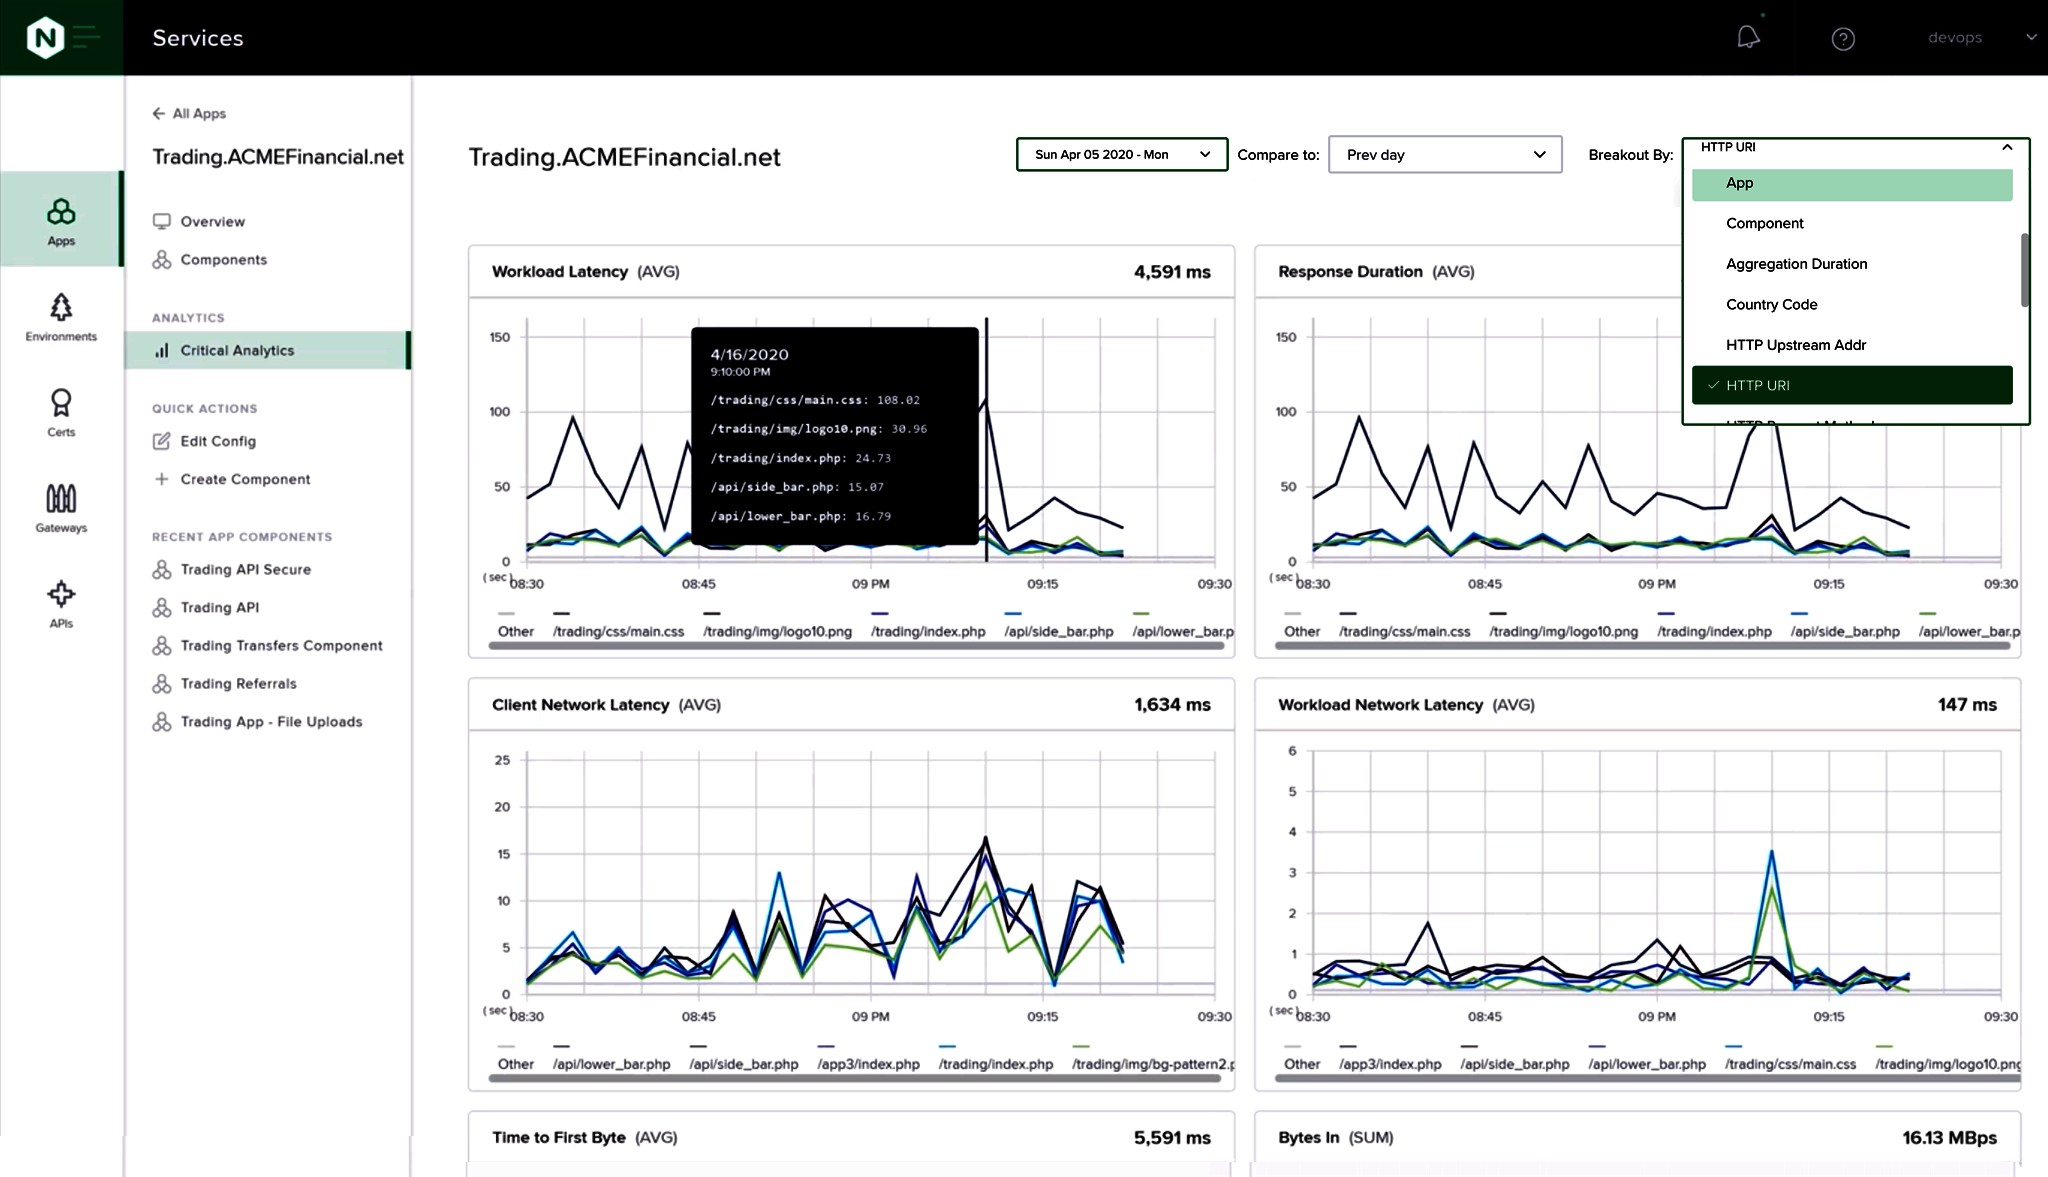 N
Services
devops
All Apps
Trading.ACMEFinancial.net
Overview
Components
ANALYTICS
Critical Analytics
QUICK ACTIONS
Edit Config
Create Component
RECENT APP COMPONENTS
Trading API Secure
Trading API
Trading Transfers Component
Trading Referrals
Trading App - File Uploads
Apps
Environments
Certs
Gateways
APIs
Trading.ACMEFinancial.net
Sun Apr 05 2020 - Mon
Compare to:
Prev day
Breakout By:
HTTP URI
App
Component
Aggregation Duration
Country Code
HTTP Upstream Addr
HTTP URI
Workload Latency (AVG) 4,591 ms
150
100
50
0
(sec)
08:30 08:45 09 PM 09:15 09:30
4/16/2020
9:10:00 PM
/trading/css/main.css: 108.02
/trading/img/logo10.png: 30.96
/trading/index.php: 24.73
/api/side_bar.php: 15.07
/api/lower_bar.php: 16.79
Other /trading/css/main.css /trading/img/logo10.png /trading/index.php /api/side_bar.php /api/lower_bar.p
Response Duration (AVG)
150
100
50
0
(sec)
08:30 08:45 09 PM 09:15 09:30
Other /trading/css/main.css /trading/img/logo10.png /trading/index.php /api/side_bar.php /api/lower_bar.p
Client Network Latency (AVG) 1,634 ms
25
20
15
10
5
0
(sec)
08:30 08:45 09 PM 09:15 09:30
Other /api/lower_bar.php /api/side_bar.php /app3/index.php /trading/index.php /trading/img/bg-pattern2.p
Workload Network Latency (AVG) 147 ms
6
5
4
3
2
1
0
(sec)
08:30 08:45 09 PM 09:15 09:30
Other /app3/index.php /api/side_bar.php /api/lower_bar.php /trading/css/main.css /trading/img/logo10.png
Time to First Byte (AVG) 5,591 ms
Bytes In (SUM) 16.13 MBps